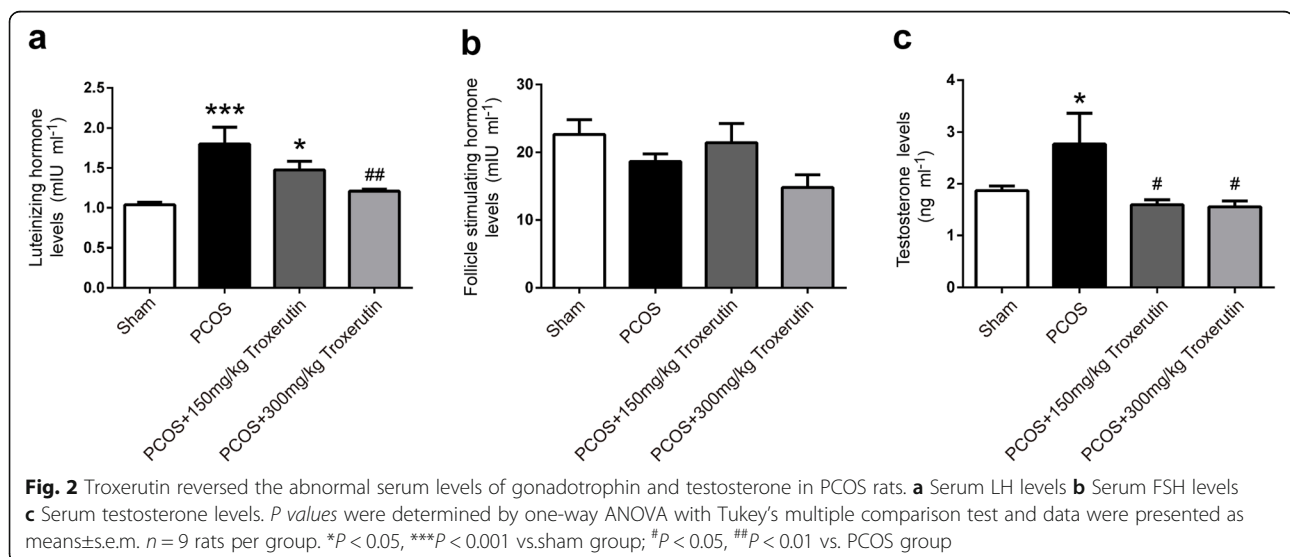 a
Luteinizing hormone
levels (mIU ml-1)
2.5
2.0
1.5
1.0
0.5
0.0
***
*
##
Sham
PCOS
PCOS+150mg/kg Troxerutin
PCOS+300mg/kg Troxerutin
b
Follicle stimulating hormone
levels (mIU ml-1)
30
20
10
0
Sham
PCOS
PCOS+150mg/kg Troxerutin
PCOS+300mg/kg Troxerutin
c
Testosterone levels
(ng ml-1)
4
3
2
1
0
*
#
#
Sham
PCOS
PCOS+150mg/kg Troxerutin
PCOS+300mg/kg Troxerutin
Fig. 2 Troxerutin reversed the abnormal serum levels of gonadotrophin and testosterone in PCOS rats. a Serum LH levels b Serum FSH levels
c Serum testosterone levels. P values were determined by one-way ANOVA with Tukey's multiple comparison test and data were presented as
means±s.e.m. n = 9 rats per group. *P < 0.05, ***P < 0.001 vs.sham group; #P < 0.05, ##P < 0.01 vs. PCOS group